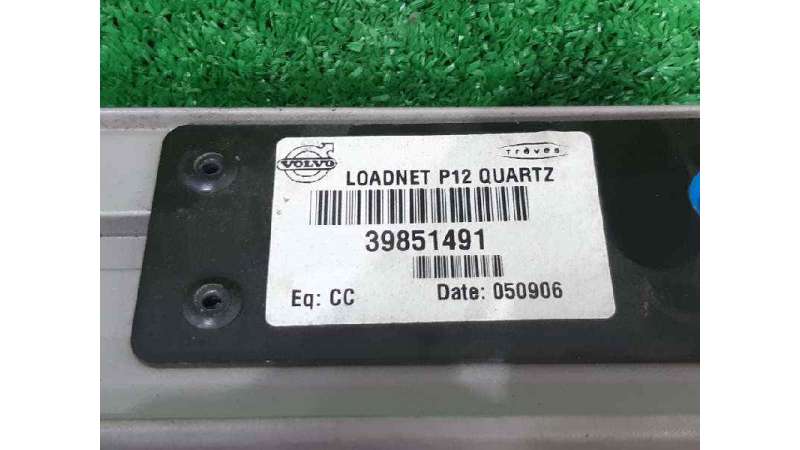 VOLVO
Trèves
LOADNET P12 QUARTZ
39851491
Eq: CC Date: 050906